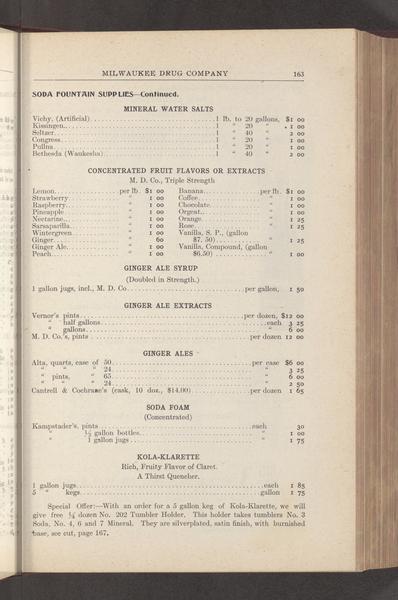 MILWAUKEE DRUG COMPANY 163
SODA FOUNTAIN SUPPLIES—Continued.
MINERAL WATER SALTS
Vichy, (Artificial) 1 lb. to 20 gallons, $1 00
Kissingen 1 " 20 " 1 00
Seltzer 1 " 40 " 2 00
Congress 1 " 20 " 1 00
Pullna 1 " 20 " 1 00
Bethesda (Waukesha) 1 " 40 " 2 00
CONCENTRATED FRUIT FLAVORS OR EXTRACTS
M. D. Co., Triple Strength
Lemon per lb $1 00
Strawberry " 1 00
Raspberry " 1 00
Pineapple " 1 00
Nectarine " 1 25
Sarsaparilla " 1 00
Wintergreen " 1 00
Ginger " 60
Ginger Ale " 1 00
Peach " 1 00
Banana per lb. $1 00
Coffee " 1 00
Chocolate " 1 00
Orgeat " 1 00
Orange " 1 25
Rose " 1 25
Vanilla, S. P., (gallon
$7. 50) " 1 25
Vanilla, Compound, (gallon
$6.50) " 1 00
GINGER ALE SYRUP
(Doubled in Strength.)
1 gallon jugs, incl., M. D. Co per gallon, 1 50
GINGER ALE EXTRACTS
Vernor's pints per dozen, $12 00
" half gallons each 3 25
" gallons " 6 00
M. D. Co.'s, pints per dozen 12 00
GINGER ALES
Alta, quarts, case of 50 per case $6 00
" " " 24 " 3 25
" pints, " 65 " 6 00
" " " 24 " 2 50
Cantrell & Cochrane's (cask, 10 doz., $14.00) per dozen 1 65
SODA FOAM
(Concentrated)
Kampstader's, pints each 30
" ½ gallon bottles " 1 00
" 1 gallon jugs " 1 75
KOLA-KLARETTE
Rich, Fruity Flavor of Claret.
A Thirst Quencher.
1 gallon jugs each 1 85
5 " kegs gallon 1 75
Special Offer:—With an order for a 5 gallon keg of Kola-Klarette, we will
give free ¼ dozen No. 202 Tumbler Holder. This holder takes tumblers No. 3
Soda, No. 4, 6 and 7 Mineral. They are silverplated, satin finish, with burnished
base, see cut, page 167.